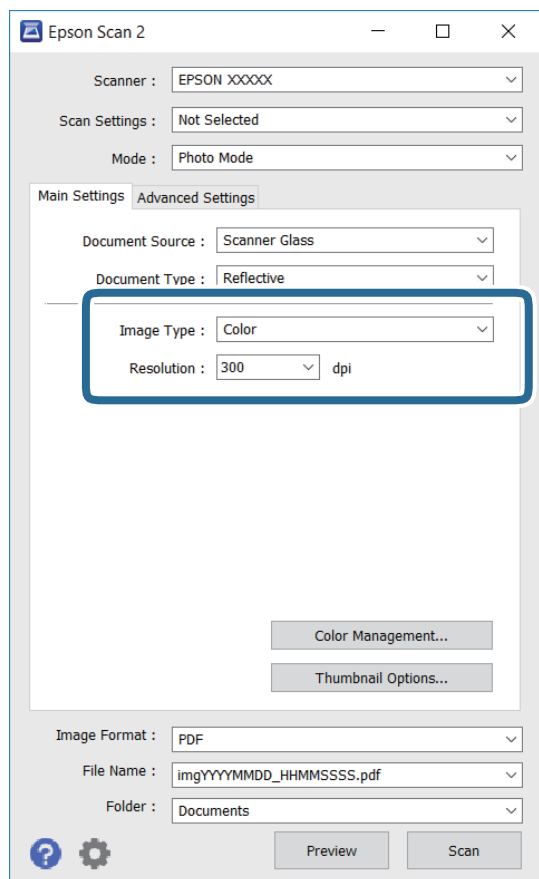 Epson Scan 2
Scanner : EPSON XXXXX
Scan Settings : Not Selected
Mode : Photo Mode
Main Settings Advanced Settings
Document Source : Scanner Glass
Document Type : Reflective
Image Type : Color
Resolution : 300 dpi
Color Management...
Thumbnail Options...
Image Format : PDF
File Name : imgYYYYMMDD_HHMMSSSS.pdf
Folder : Documents
? Preview Scan